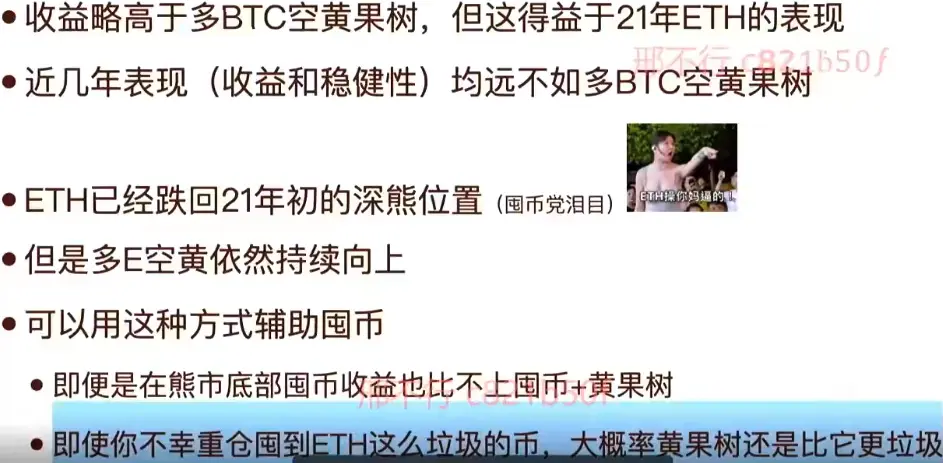 • 收益略高于多BTC空黄果树，但这得益于21年ETH的表现
邢不行 c821b50f
• 近几年表现（收益和稳健性）均远不如多BTC空黄果树
• ETH已经跌回21年初的深熊位置（囤币党泪目）
ETH操你妈逼的！
• 但是多E空黄依然持续向上
• 可以用这种方式辅助囤币
• 即便是在熊市底部囤币收益也比不上囤币+黄果树
邢不行 c821b50f
• 即使你不幸重仓囤到ETH这么垃圾的币，大概率黄果树还是比它更垃圾